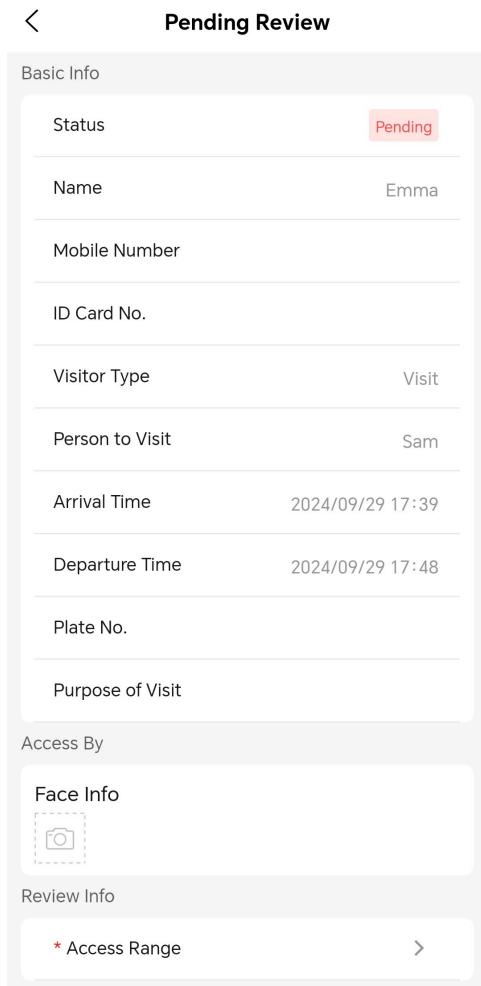 Pending Review
Basic Info
Status Pending
Name Emma
Mobile Number
ID Card No.
Visitor Type Visit
Person to Visit Sam
Arrival Time 2024/09/29 17:39
Departure Time 2024/09/29 17:48
Plate No.
Purpose of Visit
Access By
Face Info
Review Info
* Access Range